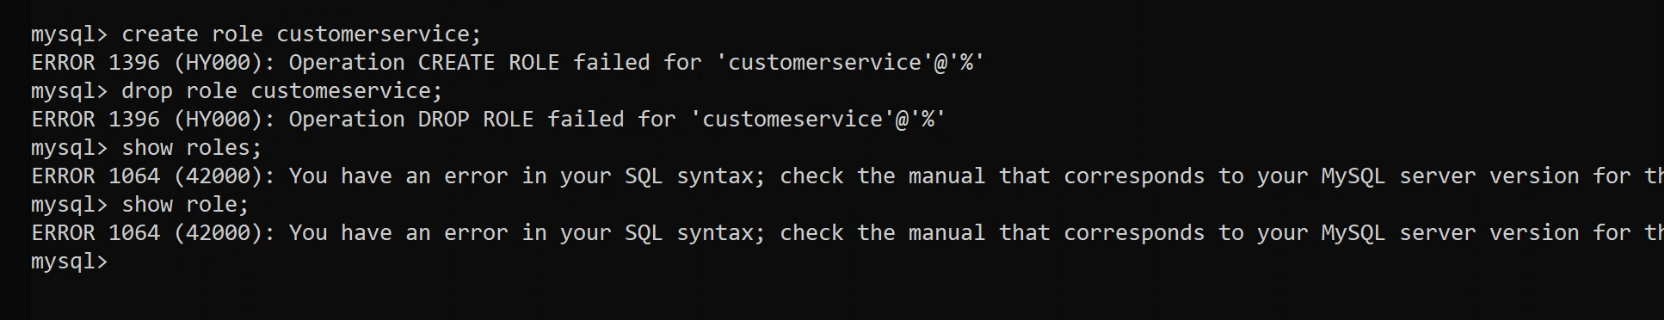 mysql> create role customerservice;
ERROR 1396 (HY000): Operation CREATE ROLE failed for 'customerservice'@'%'
mysql> drop role customeservice;
ERROR 1396 (HY000): Operation DROP ROLE failed for 'customeservice'@'%'
mysql> show roles;
ERROR 1064 (42000): You have an error in your SQL syntax; check the manual that corresponds to your MySQL server version for th
mysql> show role;
ERROR 1064 (42000): You have an error in your SQL syntax; check the manual that corresponds to your MySQL server version for th
mysql>